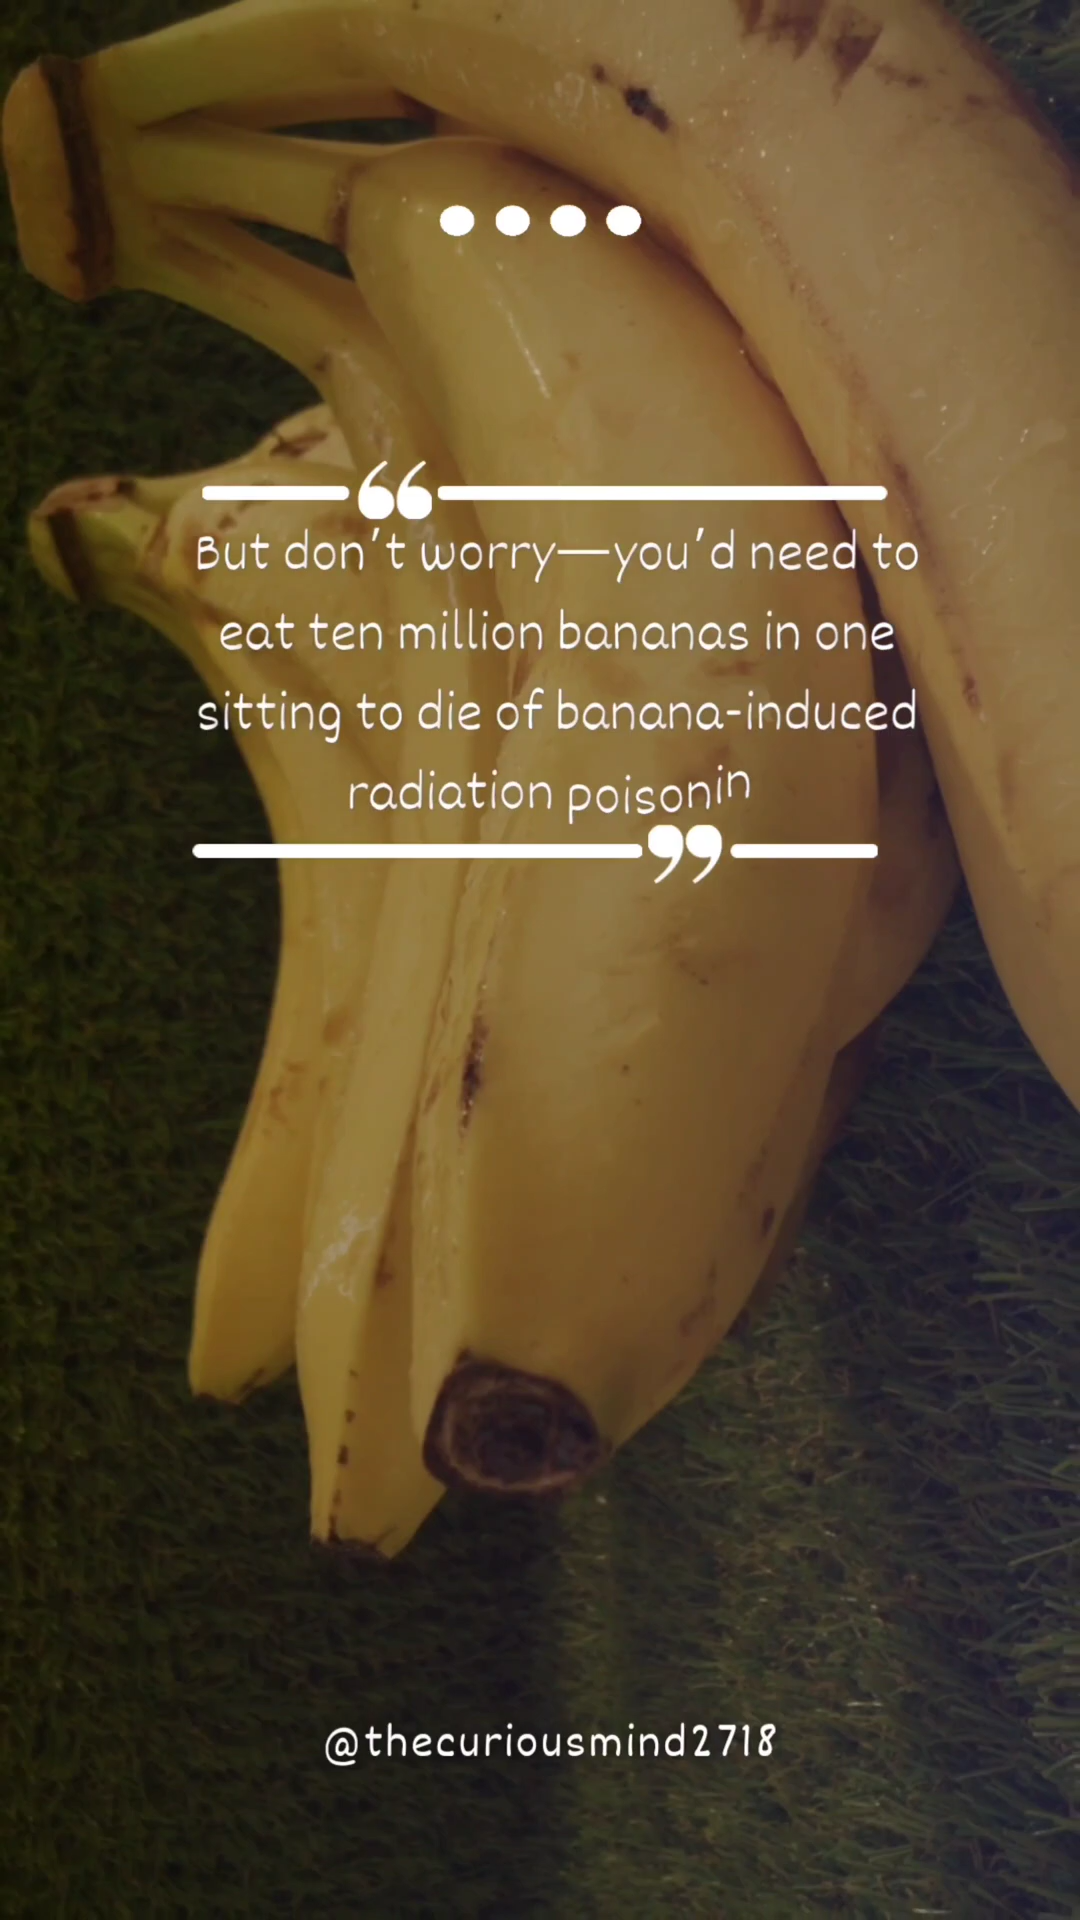 But don't worry—you'd need to
eat ten million bananas in one
sitting to die of banana-induced
radiation poisonin
@thecuriousmind2718